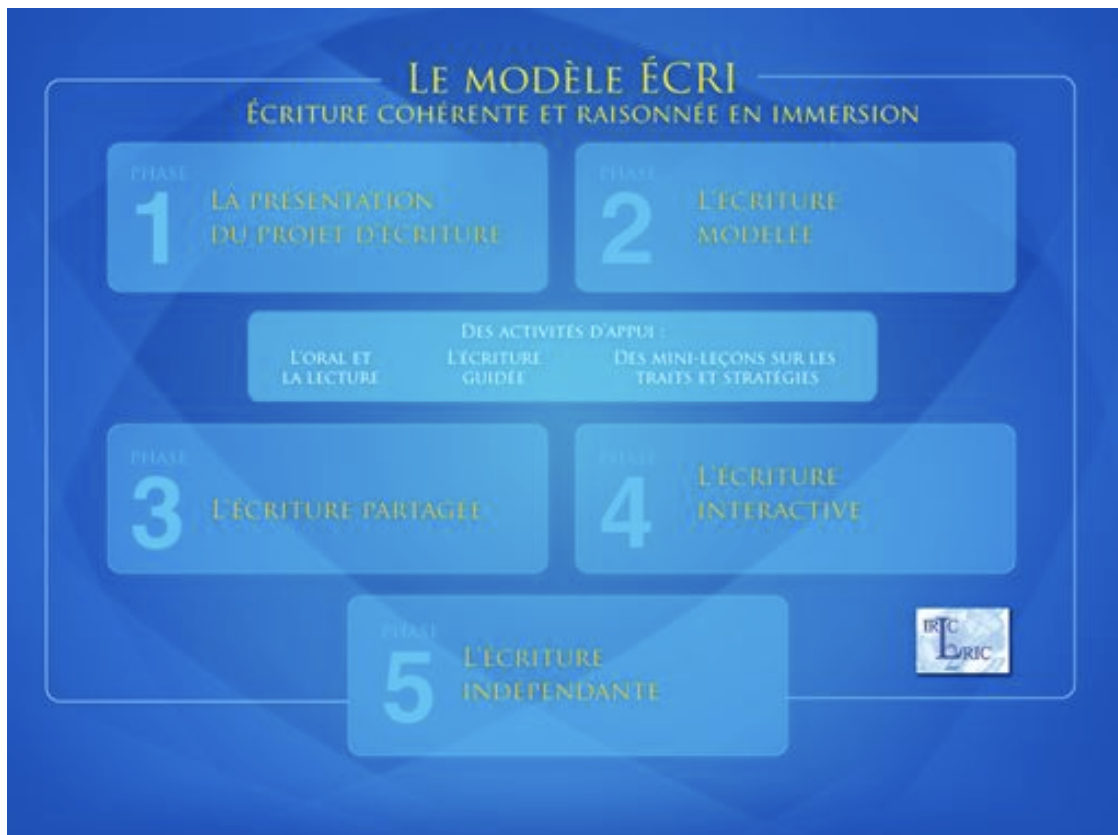 LE MODÈLE ÉCRI
ÉCRITURE COHÉRENTE ET RAISONNÉE EN IMMERSION
PHASE
1
LA PRÉSENTATION
DU PROJET D'ÉCRITURE
PHASE
2
L'ÉCRITURE
MODELÉE
DES ACTIVITÉS D'APPUI :
L'ORAL ET
LA LECTURE
L'ÉCRITURE
GUIDÉE
DES MINI-LEÇONS SUR LES
TRAITS ET STRATÉGIES
PHASE
3
L'ÉCRITURE PARTAGÉE
PHASE
4
L'ÉCRITURE
INTERACTIVE
PHASE
5
L'ÉCRITURE
INDÉPENDANTE